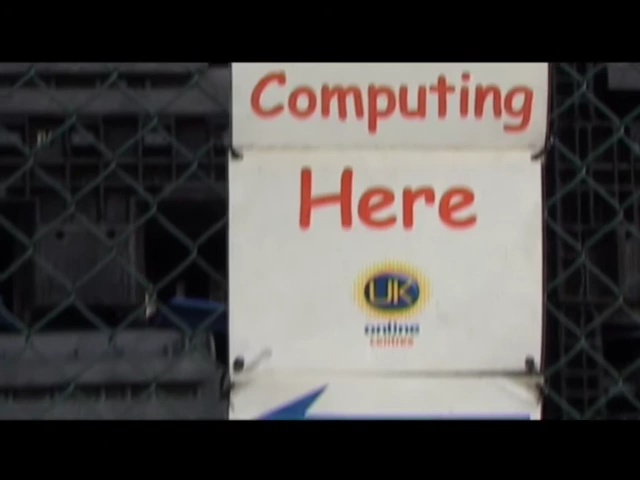 Computing
Here
UK
online
centres